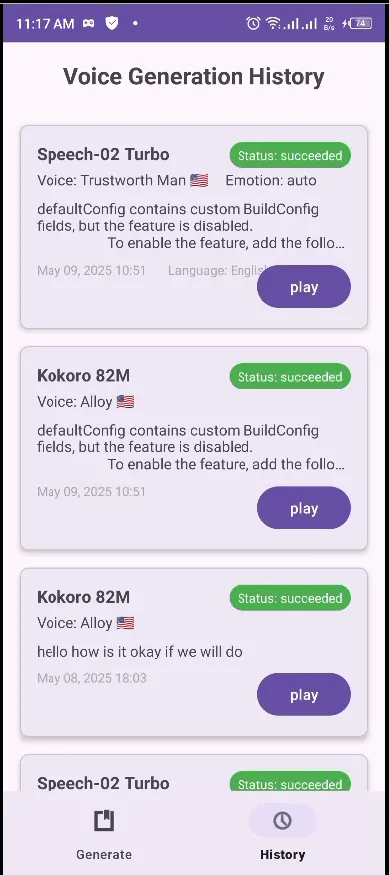 11:17 AM
20
B/s
74
Voice Generation History
Speech-02 Turbo
Status: succeeded
Voice: Trustworth Man 🇺🇸 Emotion: auto
defaultConfig contains custom BuildConfig
fields, but the feature is disabled.
To enable the feature, add the follo...
May 09, 2025 10:51 Language: Englis
play
Kokoro 82M
Status: succeeded
Voice: Alloy 🇺🇸
defaultConfig contains custom BuildConfig
fields, but the feature is disabled.
To enable the feature, add the follo...
May 09, 2025 10:51
play
Kokoro 82M
Status: succeeded
Voice: Alloy 🇺🇸
hello how is it okay if we will do
May 08, 2025 18:03
play
Speech-02 Turbo
Status: succeeded
Generate
History